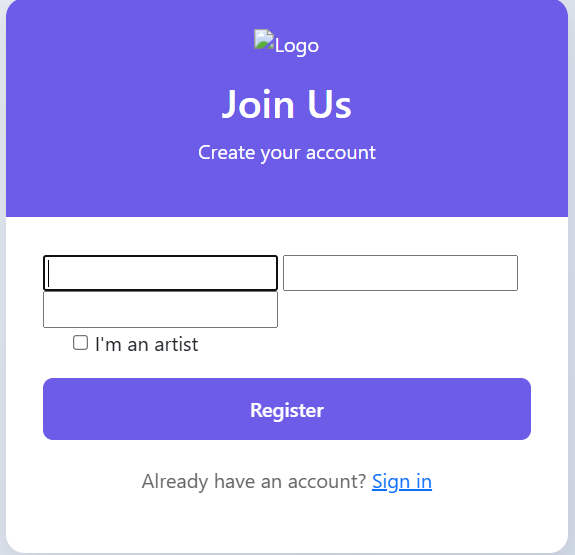 Logo
Join Us
Create your account
I'm an artist
Register
Already have an account? Sign in